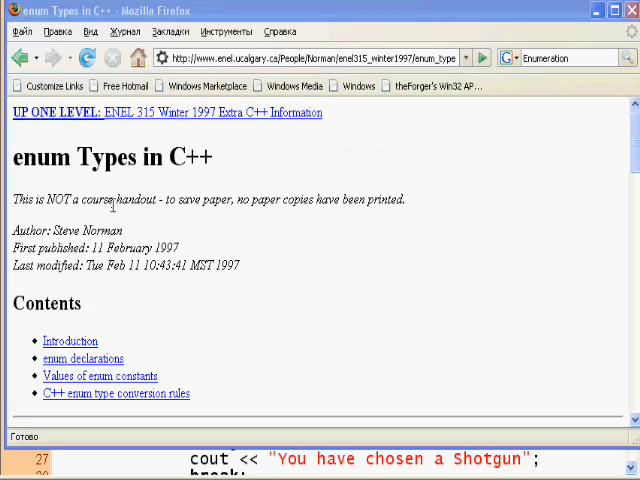 enum Types in C++ - Mozilla Firefox
Файл Правка Вид Журнал Закладки Инструменты Справка
http://www.enel.ucalgary.ca/People/Norman/enel315_winter1997/enum_type
Enumeration
Customize Links Free Hotmail Windows Marketplace Windows Media Windows theForger's Win32 AP...
UP ONE LEVEL: ENEL 315 Winter 1997 Extra C++ Information
enum Types in C++
This is NOT a course handout - to save paper, no paper copies have been printed.
Author: Steve Norman
First published: 11 February 1997
Last modified: Tue Feb 11 10:43:41 MST 1997
Contents
Introduction
enum declarations
Values of enum constants
C++ enum type conversion rules
Готово
27 cout << "You have chosen a Shotgun";
break;